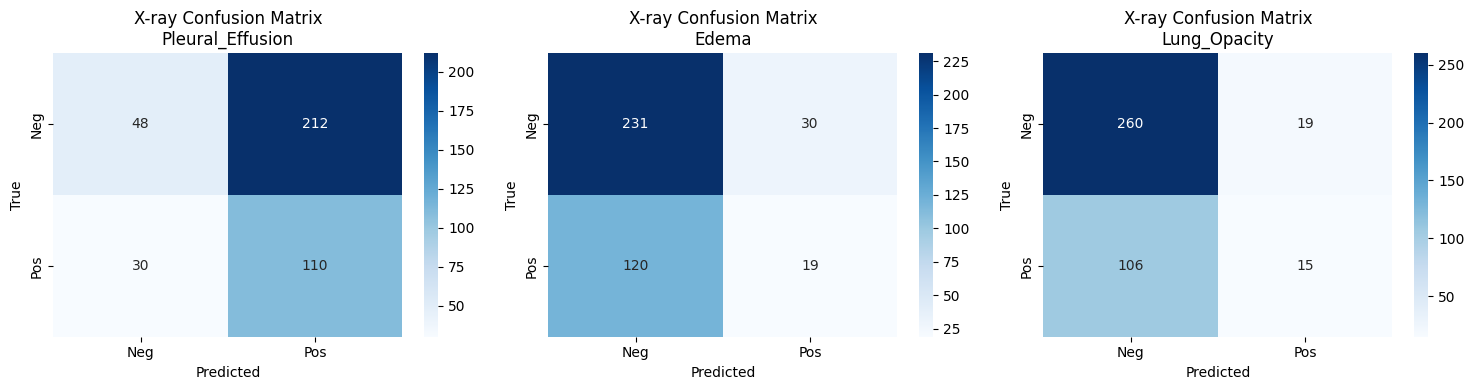 X-ray Confusion Matrix
Pleural_Effusion
True
Neg
Pos
48
212
30
110
Neg
Pos
Predicted
200
175
150
125
100
75
50
X-ray Confusion Matrix
Edema
True
Neg
Pos
231
30
120
19
Neg
Pos
Predicted
225
200
175
150
125
100
75
50
25
X-ray Confusion Matrix
Lung_Opacity
True
Neg
Pos
260
19
106
15
Neg
Pos
Predicted
250
200
150
100
50